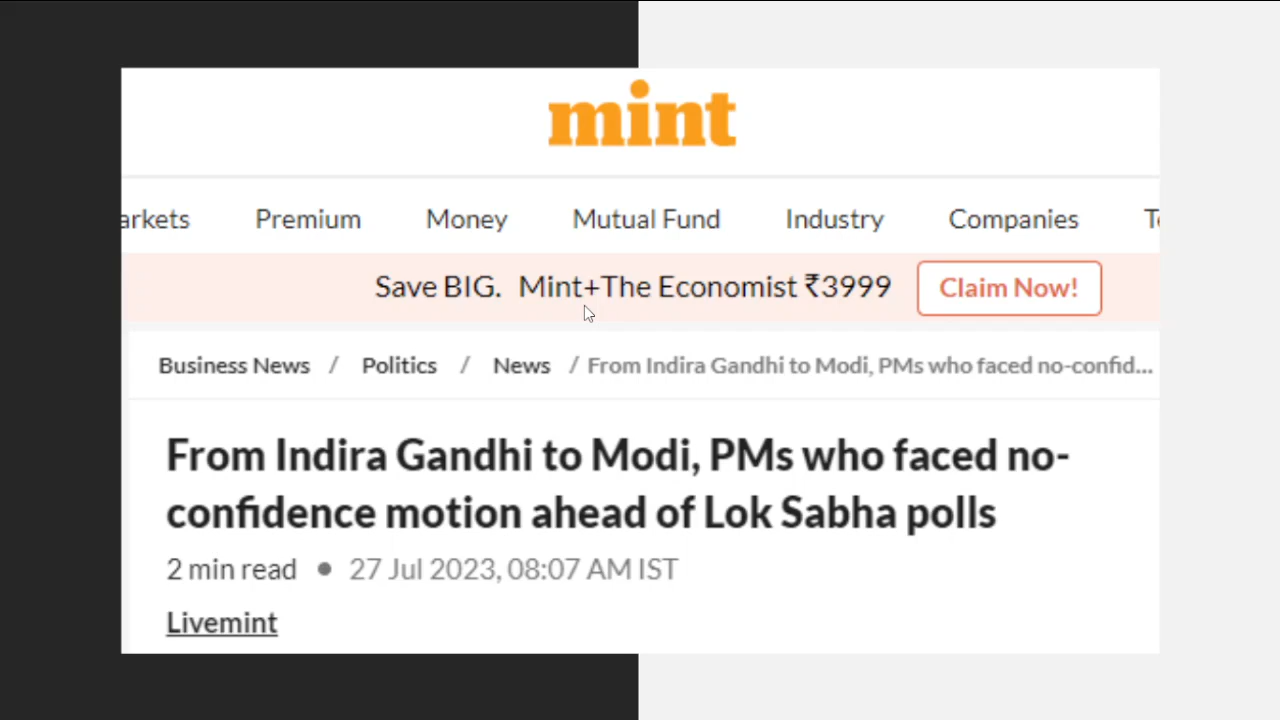 mint
arkets Premium Money Mutual Fund Industry Companies
Save BIG. Mint+The Economist ₹3999 Claim Now!
Business News / Politics / News / From Indira Gandhi to Modi, PMs who faced no-confid...
From Indira Gandhi to Modi, PMs who faced no-
confidence motion ahead of Lok Sabha polls
2 min read • 27 Jul 2023, 08:07 AM IST
Livemint